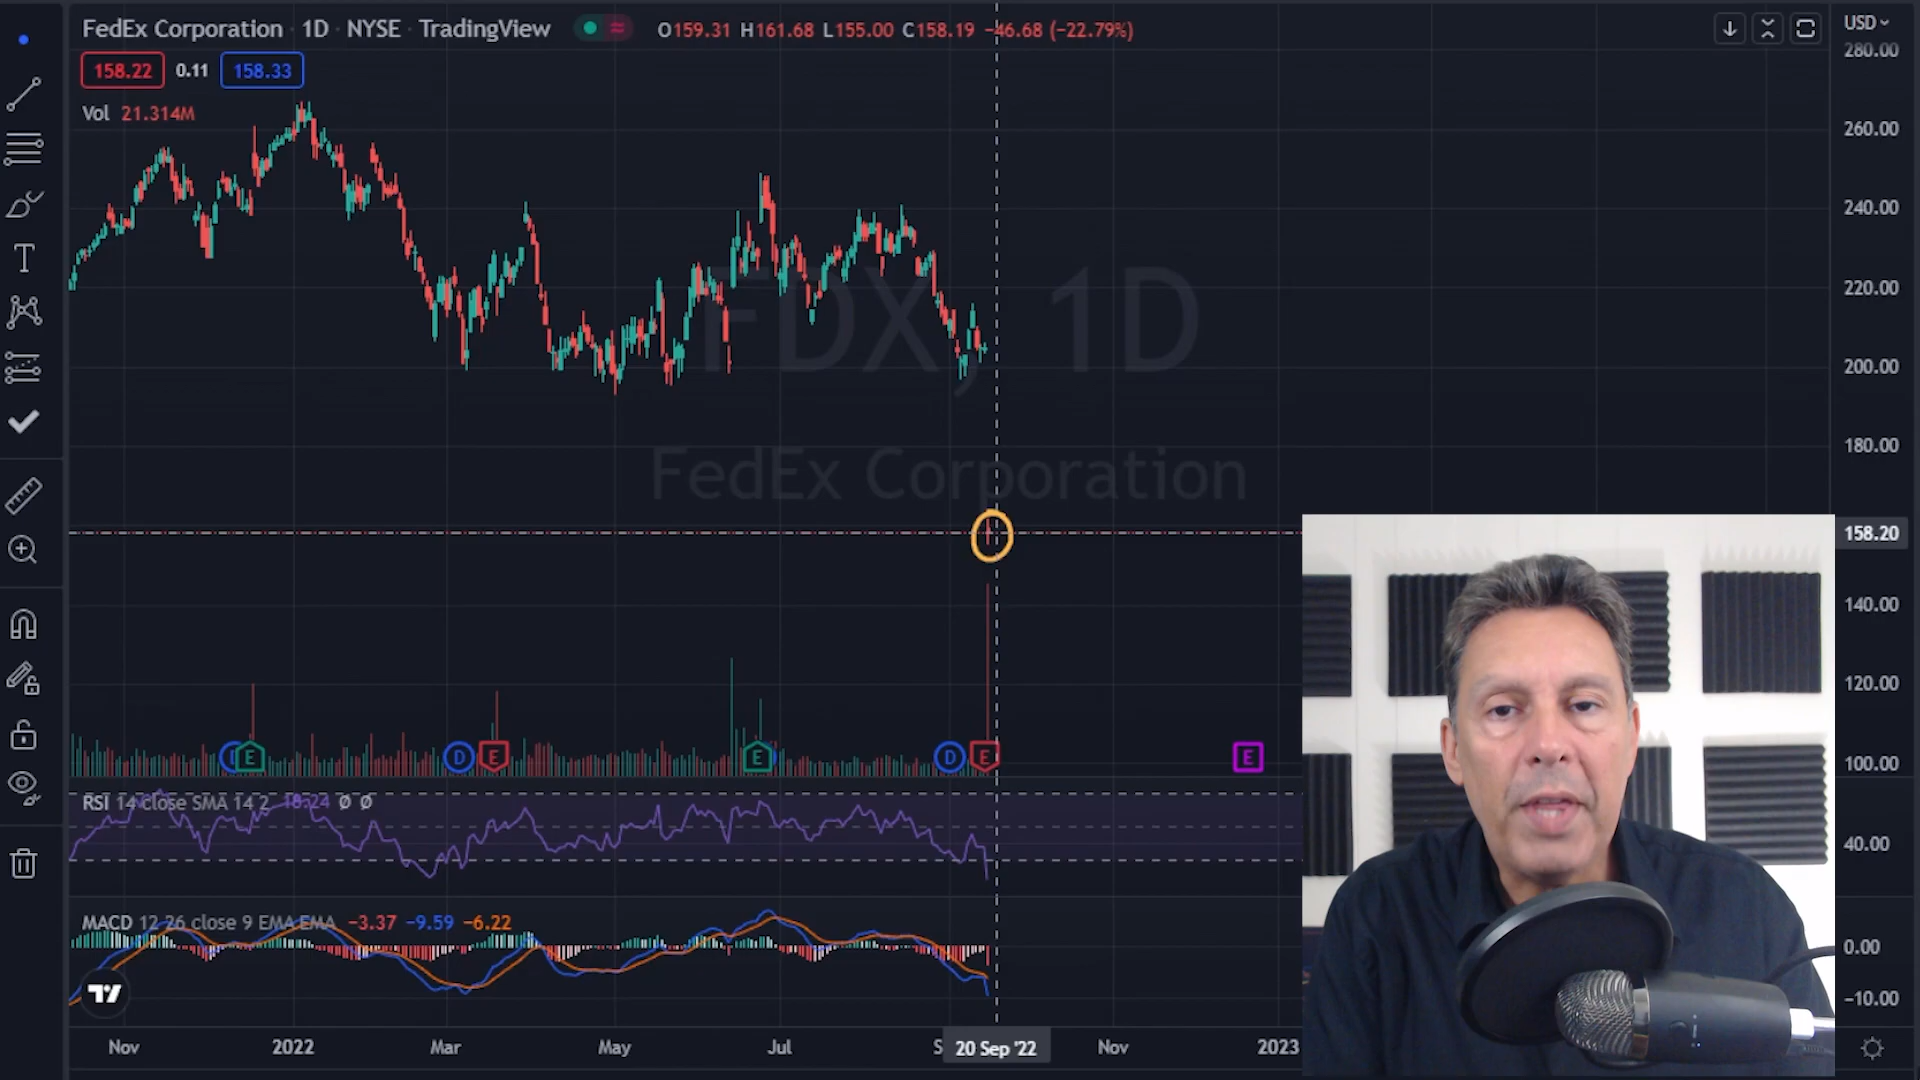 FedEx Corporation · 1D · NYSE · TradingView O159.31 H161.68 L155.00 C158.19 −46.68 (−22.79%)
USD
158.22 0.11 158.33
Vol 21.314M
280.00
260.00
240.00
220.00
200.00
180.00
158.20
140.00
120.00
100.00
FDX, 1D
FedEx Corporation
E D E E D E E
RSI 14 close SMA 14 2 18.24 Ø Ø
40.00
MACD 12 26 close 9 EMA EMA −3.37 −9.59 −6.22
0.00
−10.00
Nov 2022 Mar May Jul S 20 Sep '22 Nov 2023